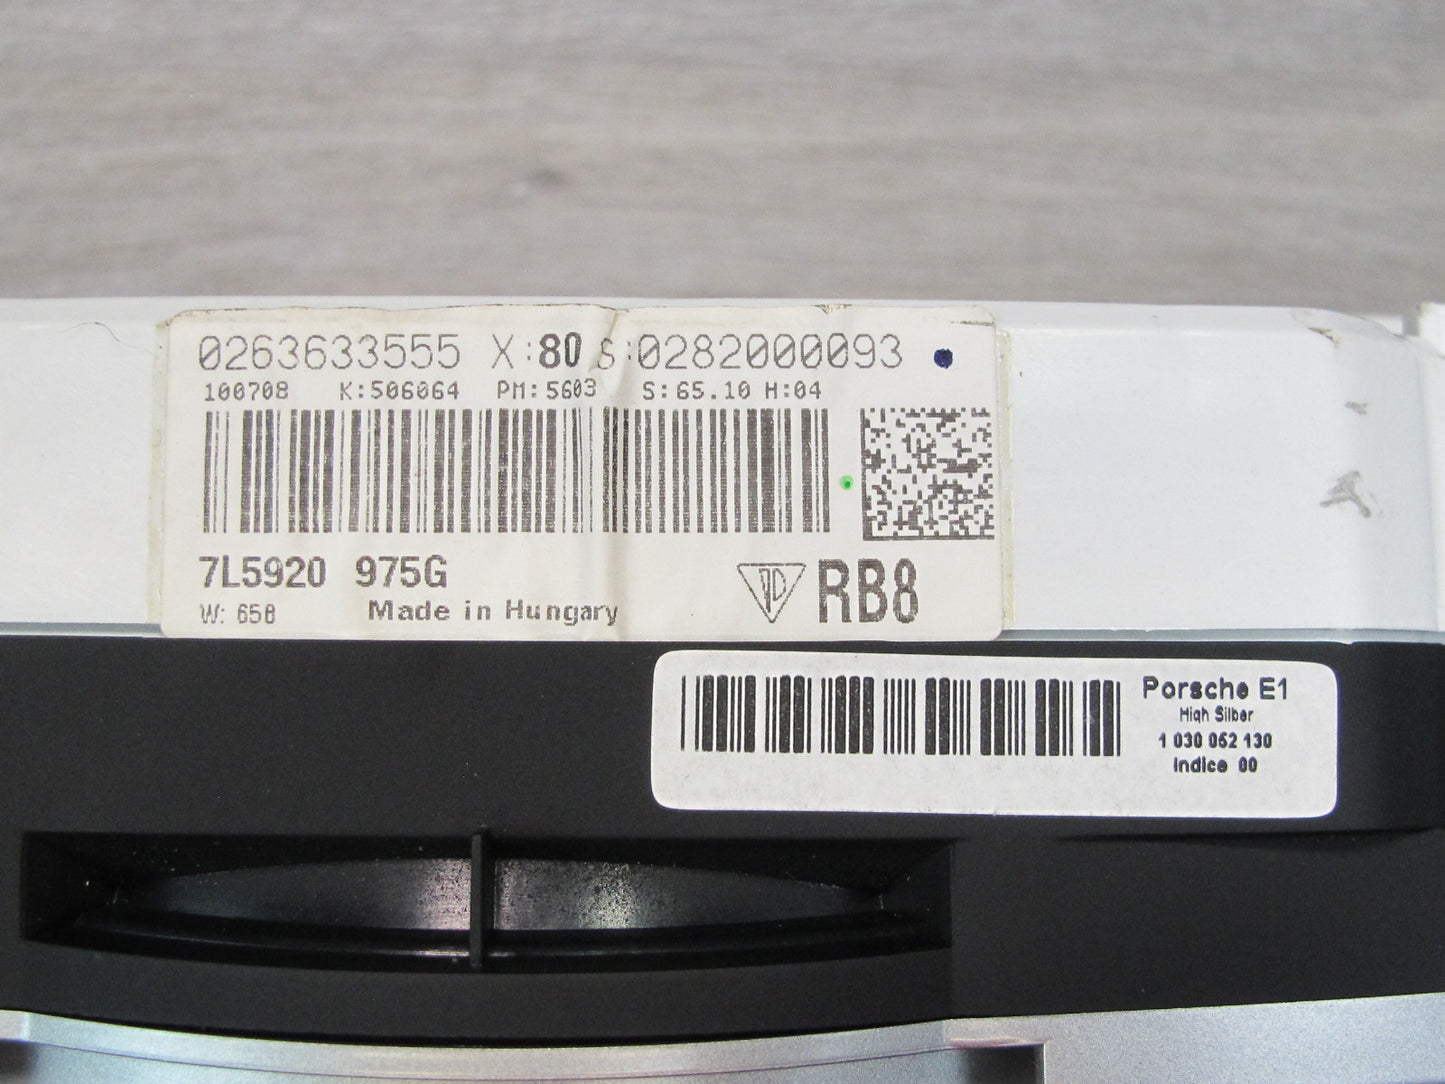 0263633555 X:80 S:0282000093
100708 K:506064 PM:5603 S:65.10 H:04
7L5920 975G
RB8
W: 658 Made in Hungary
Porsche E1
High Silber
1 030 052 130
Indice 00